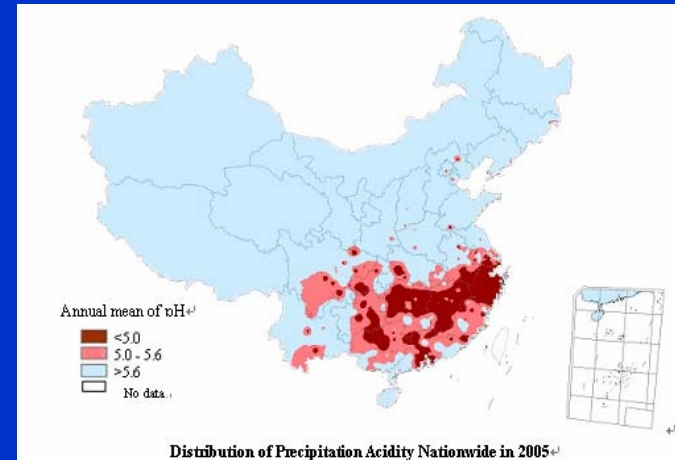 Annual mean of pH↵
<5.0
5.0 - 5.6
>5.6
No data
Distribution of Precipitation Acidity Nationwide in 2005↵